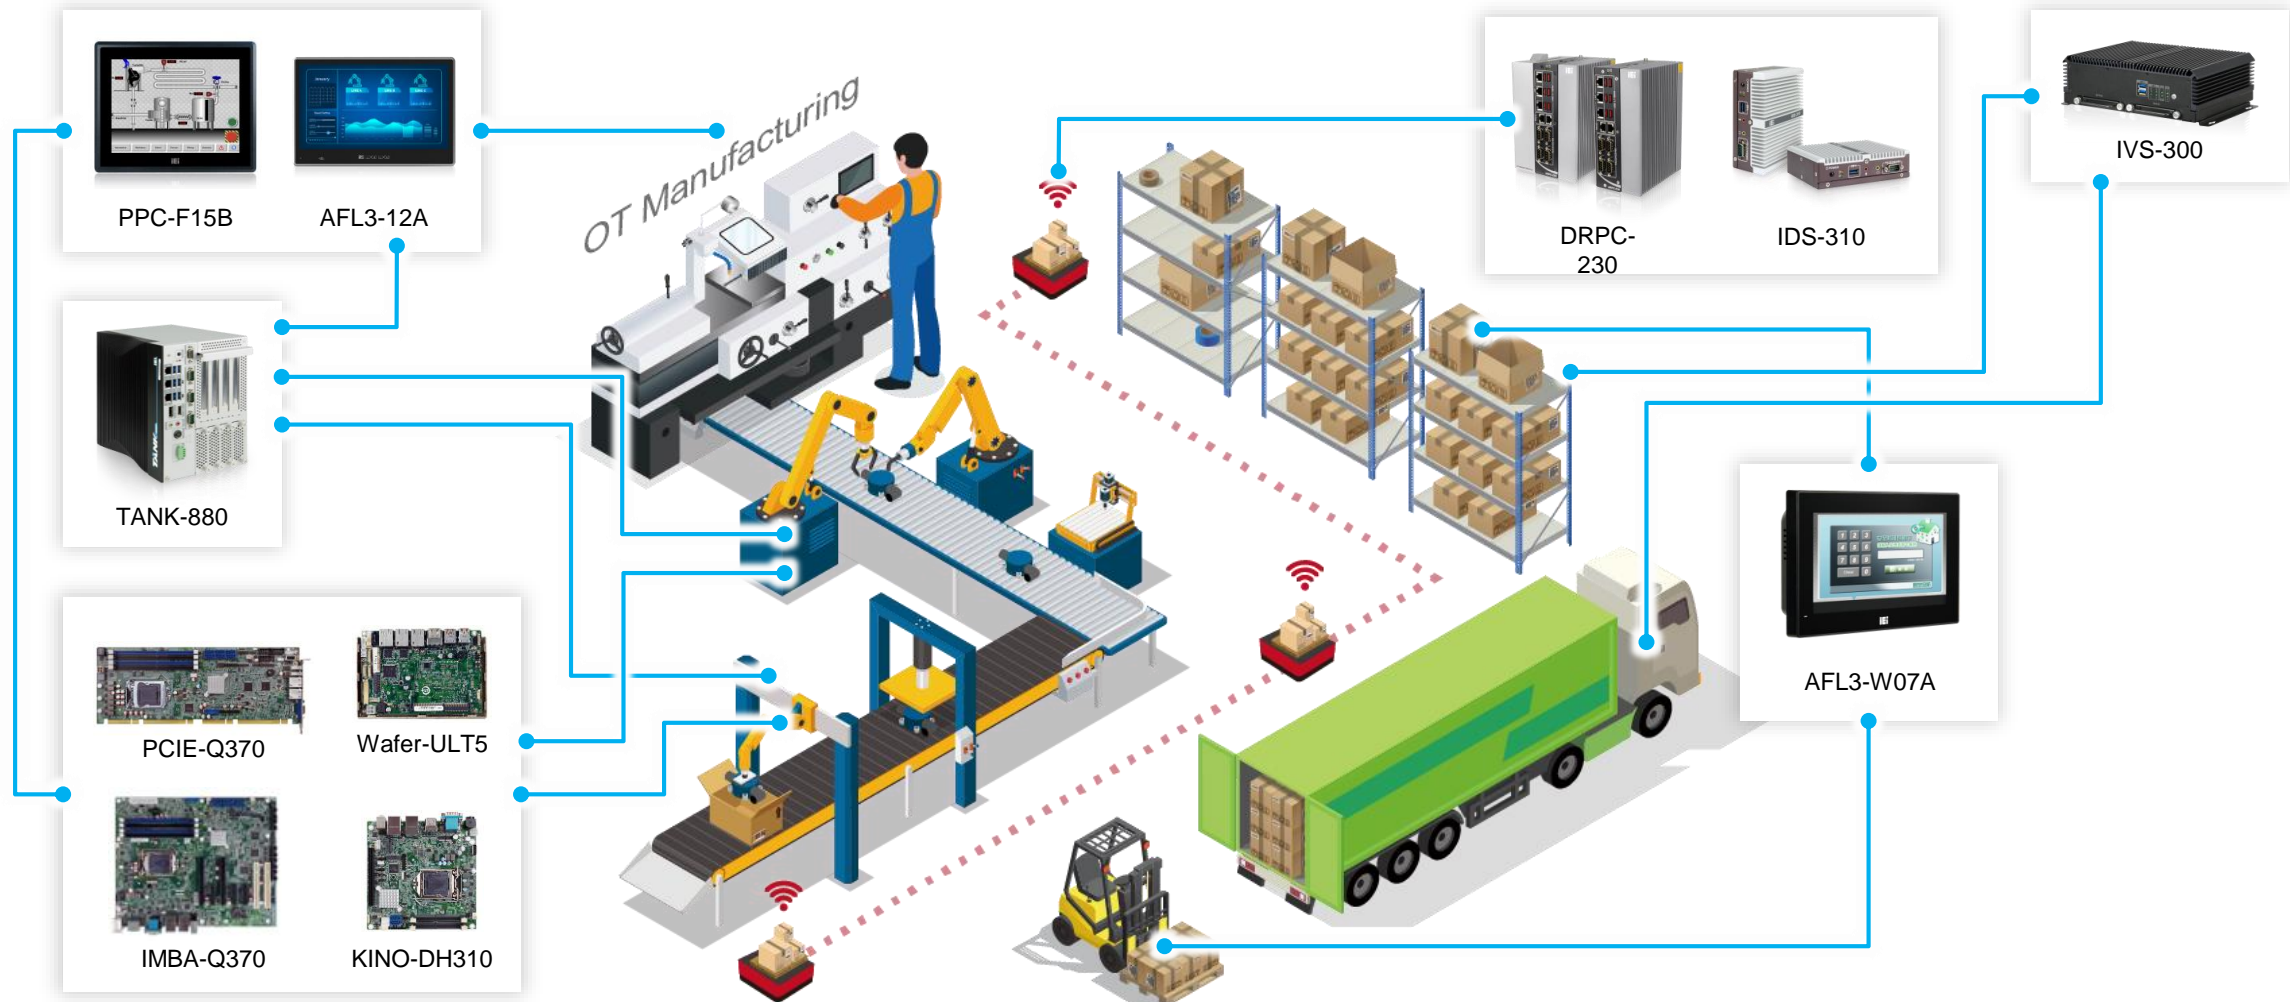 PPC-F15B
AFL3-12A
OT Manufacturing
DRPC-
230
IDS-310
IVS-300
TANK-880
TANK
AFL3-W07A
PCIE-Q370
Wafer-ULT5
IMBA-Q370
KINO-DH310